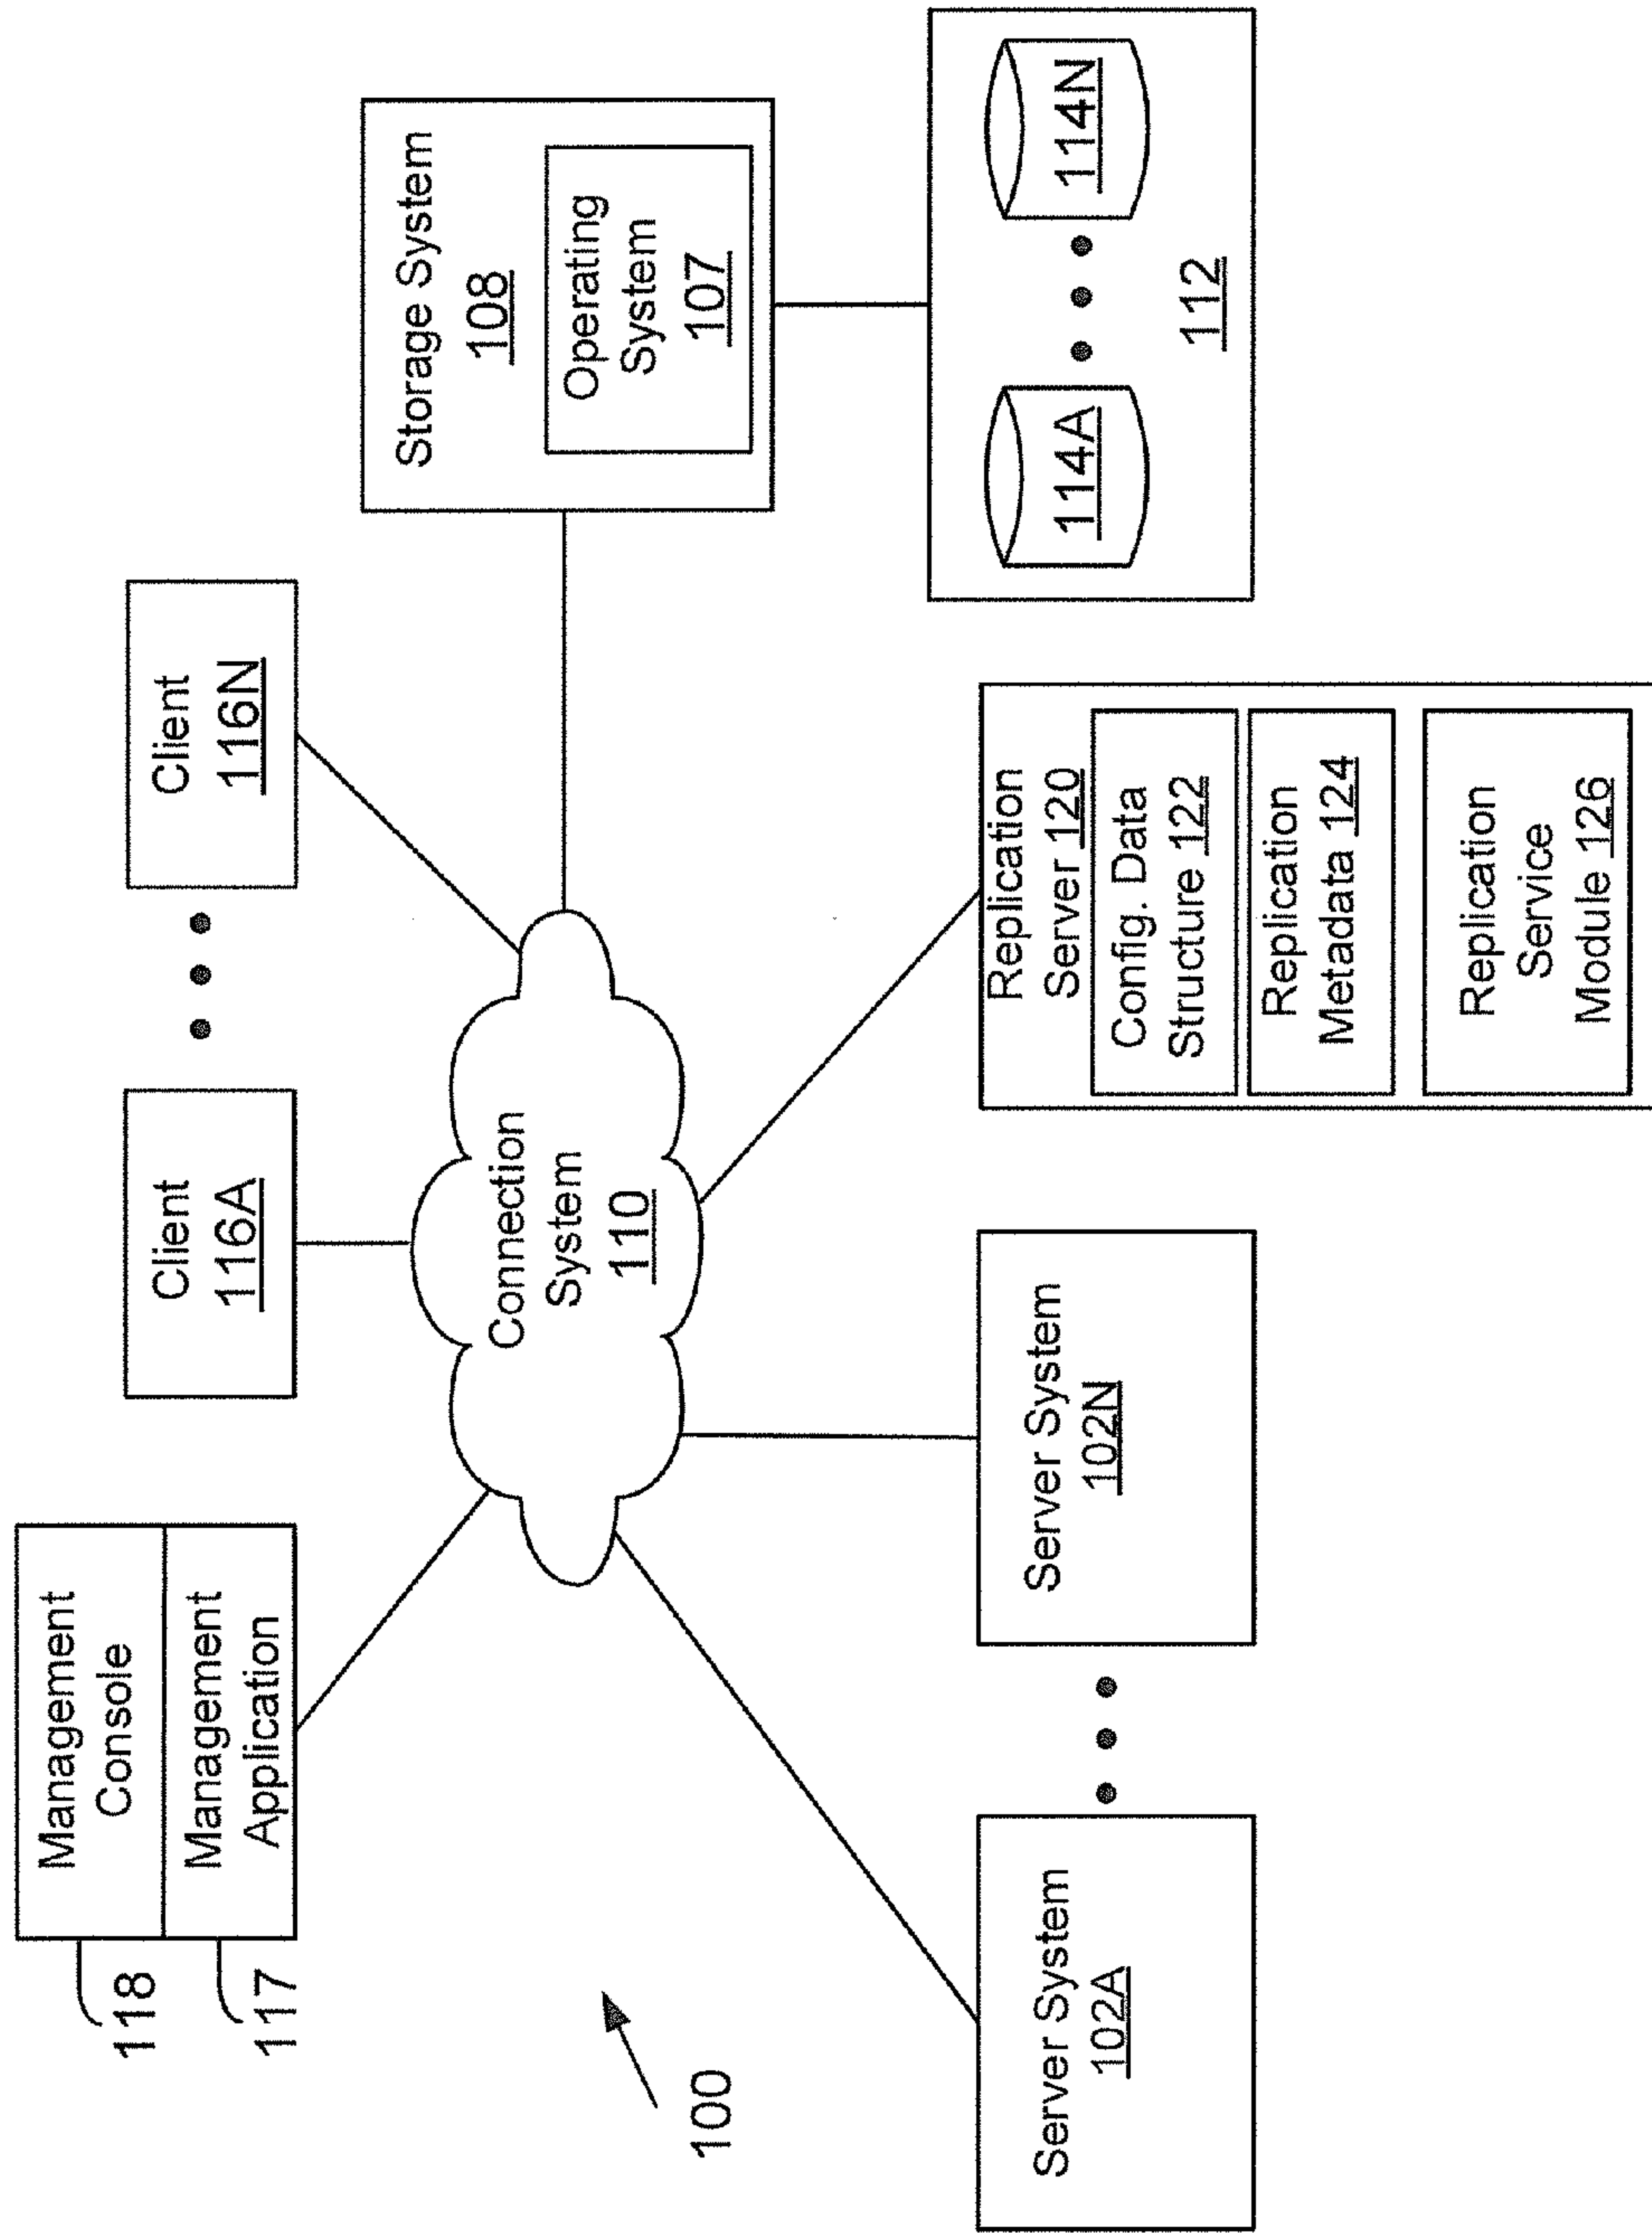 118
Management
Console
117
Management
Application
Client
116A
Client
116N
Storage System
108
Operating
System
107
Connection
System
110
100
Server System
102A
Server System
102N
Replication
Server 120
Config. Data
Structure 122
Replication
Metadata 124
Replication
Service
Module 126
114A
114N
112